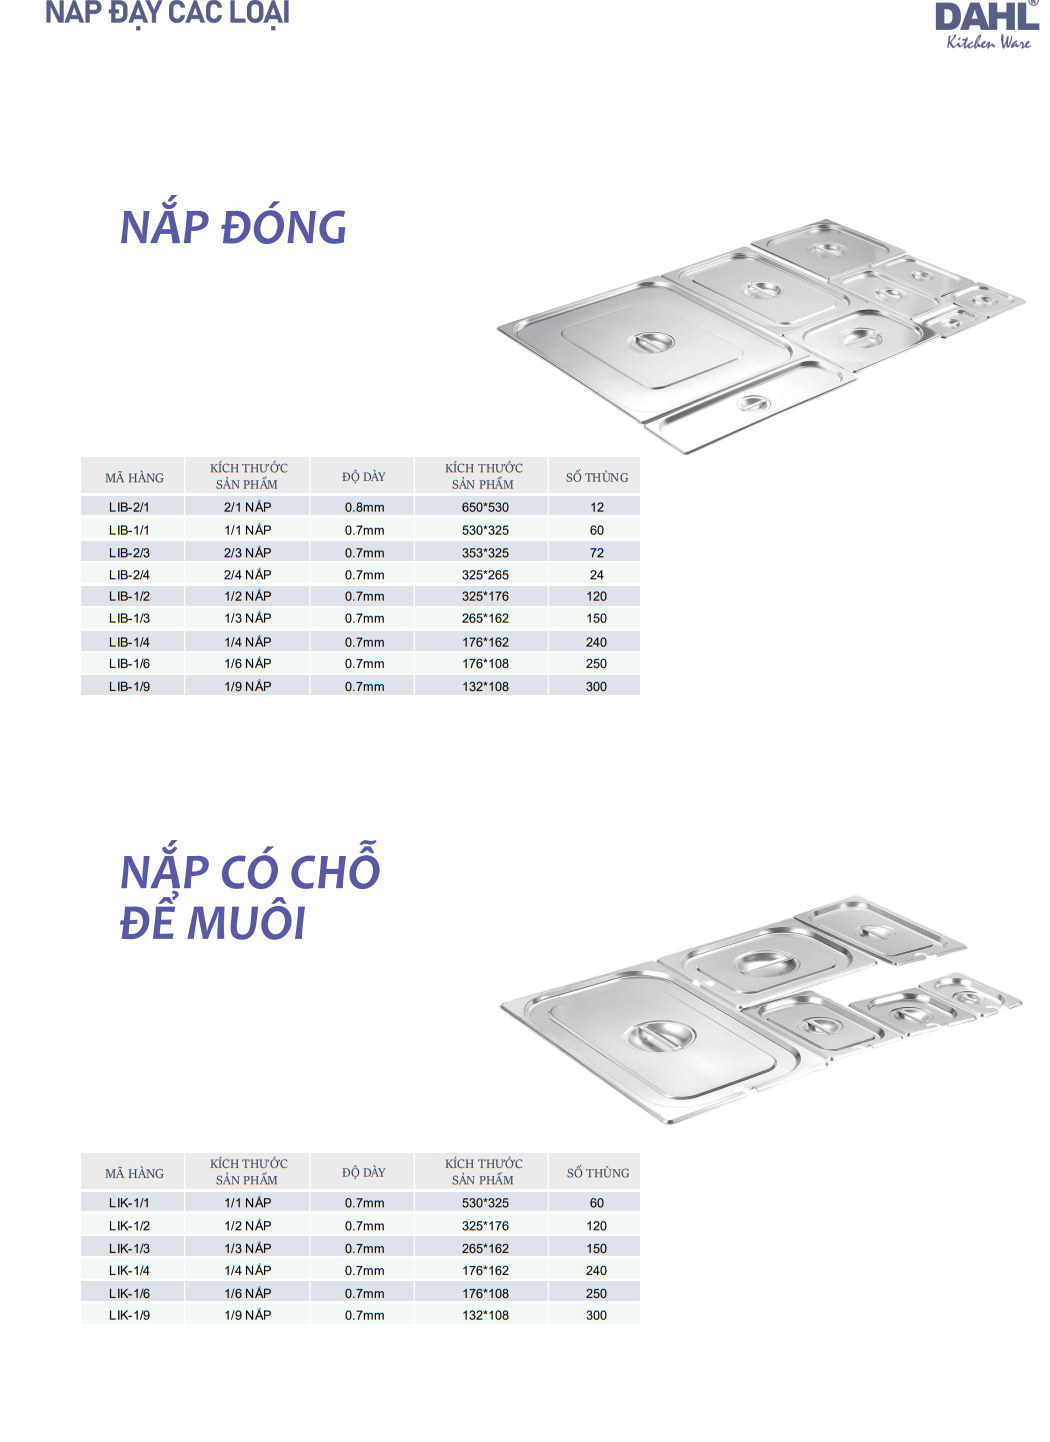 NẮP ĐẬY CÁC LOẠI
DAHL®
Kitchen Ware
NẮP ĐÓNG
MÃ HÀNG KÍCH THƯỚC SẢN PHẨM ĐỘ DÀY KÍCH THƯỚC SẢN PHẨM SỐ THÙNG
LIB-2/1 2/1 NẮP 0.8mm 650*530 12
LIB-1/1 1/1 NẮP 0.7mm 530*325 60
LIB-2/3 2/3 NẮP 0.7mm 353*325 72
LIB-2/4 2/4 NẮP 0.7mm 325*265 24
LIB-1/2 1/2 NẮP 0.7mm 325*176 120
LIB-1/3 1/3 NẮP 0.7mm 265*162 150
LIB-1/4 1/4 NẮP 0.7mm 176*162 240
LIB-1/6 1/6 NẮP 0.7mm 176*108 250
LIB-1/9 1/9 NẮP 0.7mm 132*108 300
NẮP CÓ CHỖ
ĐỂ MUÔI
MÃ HÀNG KÍCH THƯỚC SẢN PHẨM ĐỘ DÀY KÍCH THƯỚC SẢN PHẨM SỐ THÙNG
LIK-1/1 1/1 NẮP 0.7mm 530*325 60
LIK-1/2 1/2 NẮP 0.7mm 325*176 120
LIK-1/3 1/3 NẮP 0.7mm 265*162 150
LIK-1/4 1/4 NẮP 0.7mm 176*162 240
LIK-1/6 1/6 NẮP 0.7mm 176*108 250
LIK-1/9 1/9 NẮP 0.7mm 132*108 300